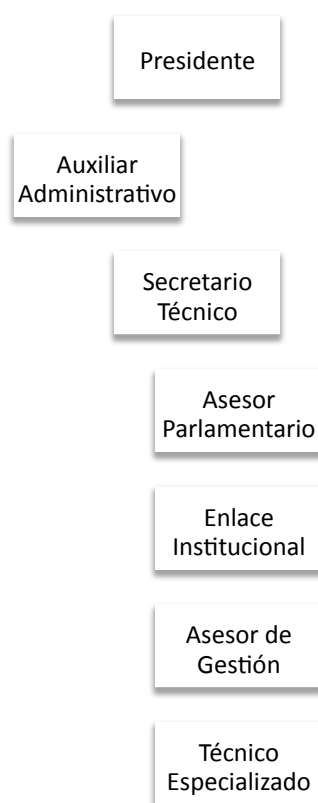 Presidente
Auxiliar
Administrativo
Secretario
Técnico
Asesor
Parlamentario
Enlace
Institucional
Asesor de
Gestión
Técnico
Especializado